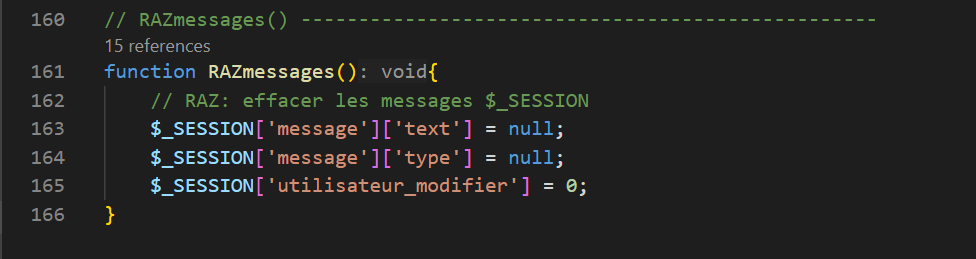 160 // RAZmessages() --------------------------------------------------
15 references
161 function RAZmessages(): void{
162 // RAZ: effacer les messages $_SESSION
163 $_SESSION['message']['text'] = null;
164 $_SESSION['message']['type'] = null;
165 $_SESSION['utilisateur_modifier'] = 0;
166 }